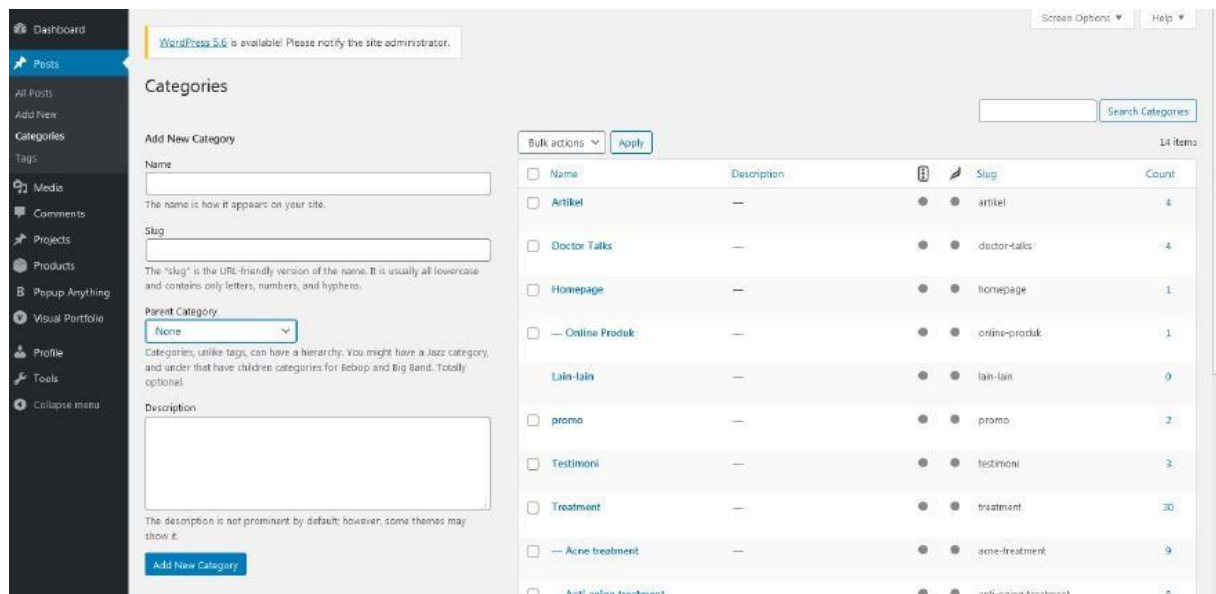 Dashboard
Posts
All Posts
Add New
Categories
Tags
Media
Comments
Projects
Products
B Popup Anything
Visual Portfolio
Profile
Tools
Collapse menu
Screen Options ▼
Help ▼
WordPress 5.6 is available! Please notify the site administrator.
Categories
Search Categories
Add New Category
Name
The name is how it appears on your site.
Slug
The "slug" is the URL-friendly version of the name. It is usually all lowercase
and contains only letters, numbers, and hyphens.
Parent Category
None
Categories, unlike tags, can have a hierarchy. You might have a Jazz category,
and under that have children categories for Bebop and Big Band. Totally
optional.
Description
The description is not prominent by default; however, some themes may
show it.
Add New Category
Bulk actions Apply 14 items
Name Description Slug Count
Artikel — artikel 4
Doctor Talks — doctor-talks 4
Homepage — homepage 1
— Online Produk — online-produk 1
Lain-lain — lain-lain 0
promo — promo 2
Testimoni — testimoni 3
Treatment — treatment 30
— Acne treatment — acne-treatment 9
Anti aging treatment anti-aging-treatment